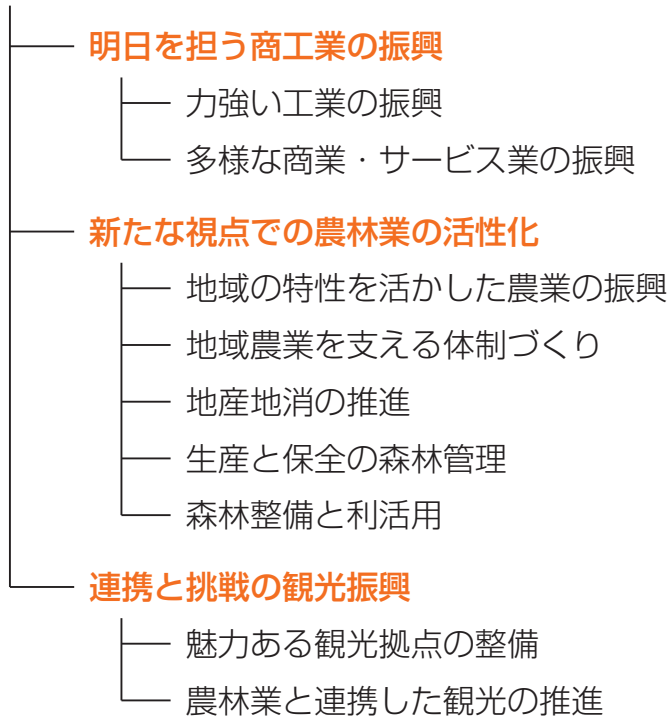 明日を担う商工業の振興
力強い工業の振興
多様な商業・サービス業の振興
新たな視点での農林業の活性化
地域の特性を活かした農業の振興
地域農業を支える体制づくり
地産地消の推進
生産と保全の森林管理
森林整備と利活用
連携と挑戦の観光振興
魅力ある観光拠点の整備
農林業と連携した観光の推進